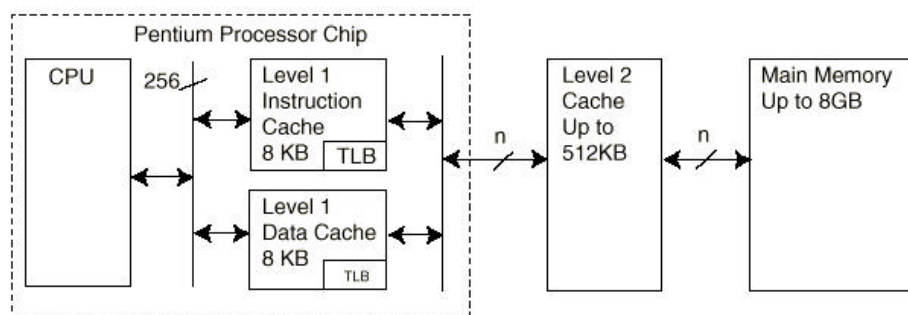 Pentium Processor Chip
CPU
256
Level 1
Instruction
Cache
8 KB
TLB
Level 1
Data Cache
8 KB
TLB
n
Level 2
Cache
Up to
512KB
n
Main Memory
Up to 8GB